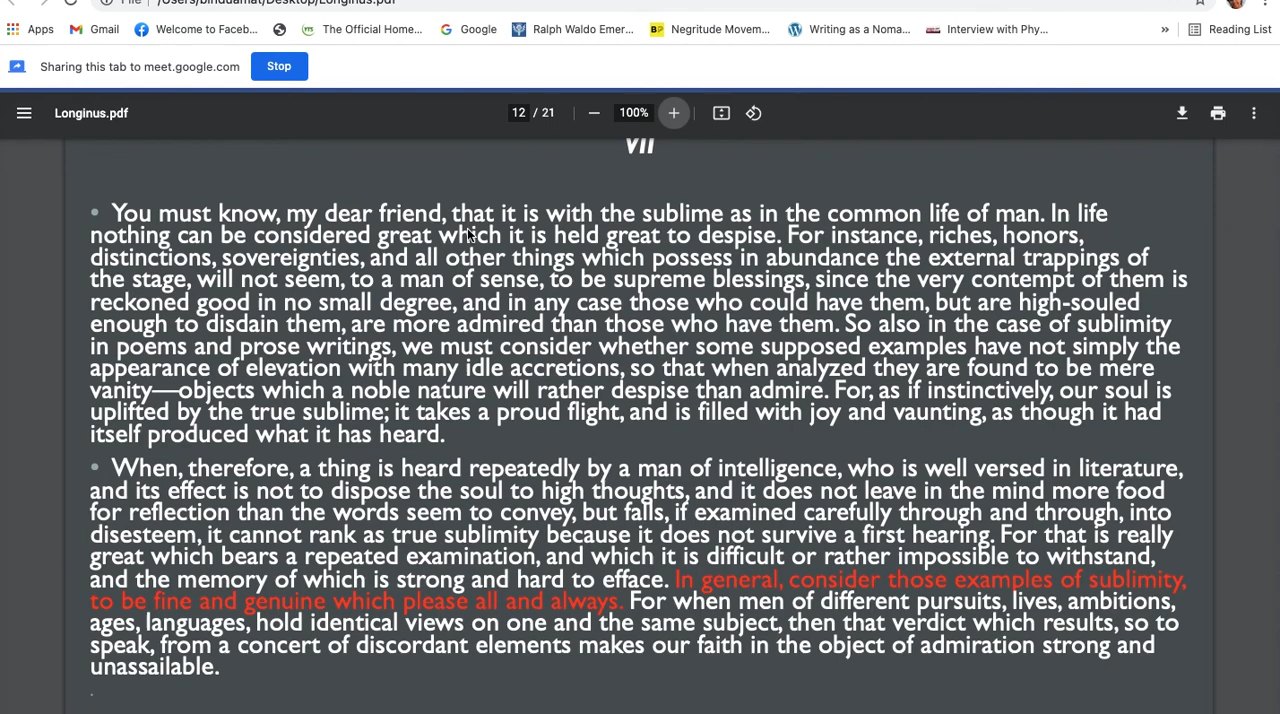 File /Users/bindudamat/Desktop/Longinus.pdf
Apps Gmail Welcome to Faceb... The Official Home... Google Ralph Waldo Emer... Negritude Movem... Writing as a Noma... Interview with Phy... » Reading List
Sharing this tab to meet.google.com Stop
Longinus.pdf 12 / 21 100%
vii
• You must know, my dear friend, that it is with the sublime as in the common life of man. In life
nothing can be considered great which it is held great to despise. For instance, riches, honors,
distinctions, sovereignties, and all other things which possess in abundance the external trappings of
the stage, will not seem, to a man of sense, to be supreme blessings, since the very contempt of them is
reckoned good in no small degree, and in any case those who could have them, but are high-souled
enough to disdain them, are more admired than those who have them. So also in the case of sublimity
in poems and prose writings, we must consider whether some supposed examples have not simply the
appearance of elevation with many idle accretions, so that when analyzed they are found to be mere
vanity—objects which a noble nature will rather despise than admire. For, as if instinctively, our soul is
uplifted by the true sublime; it takes a proud flight, and is filled with joy and vaunting, as though it had
itself produced what it has heard.
• When, therefore, a thing is heard repeatedly by a man of intelligence, who is well versed in literature,
and its effect is not to dispose the soul to high thoughts, and it does not leave in the mind more food
for reflection than the words seem to convey, but falls, if examined carefully through and through, into
disesteem, it cannot rank as true sublimity because it does not survive a first hearing. For that is really
great which bears a repeated examination, and which it is difficult or rather impossible to withstand,
and the memory of which is strong and hard to efface. In general, consider those examples of sublimity,
to be fine and genuine which please all and always. For when men of different pursuits, lives, ambitions,
ages, languages, hold identical views on one and the same subject, then that verdict which results, so to
speak, from a concert of discordant elements makes our faith in the object of admiration strong and
unassailable.